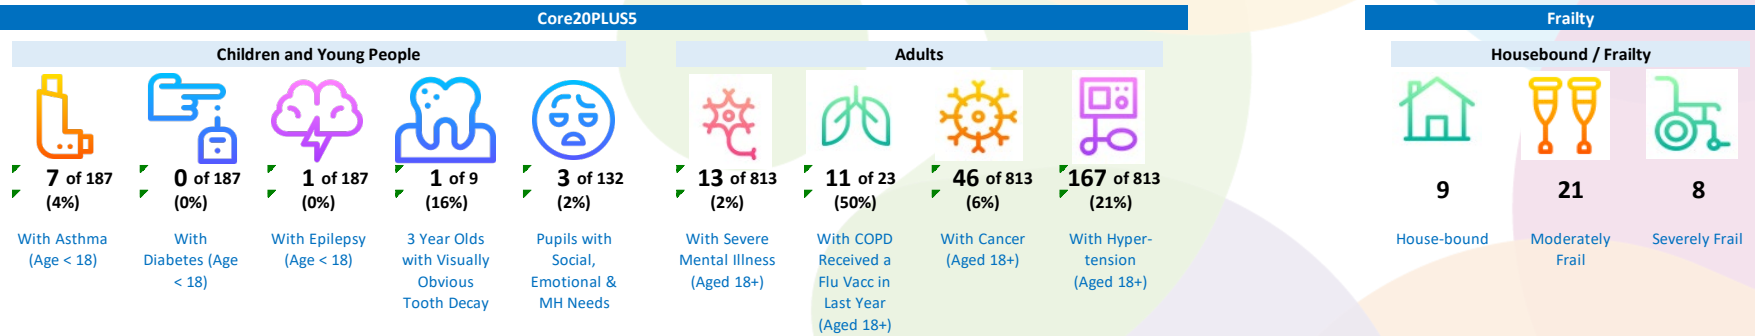 Core20PLUS5
Frailty
Children and Young People
Adults
Housebound / Frailty
7 of 187
(4%)
With Asthma
(Age < 18)
0 of 187
(0%)
With
Diabetes (Age
< 18)
1 of 187
(0%)
With Epilepsy
(Age < 18)
1 of 9
(16%)
3 Year Olds
with Visually
Obvious
Tooth Decay
3 of 132
(2%)
Pupils with
Social,
Emotional &
MH Needs
13 of 813
(2%)
With Severe
Mental Illness
(Aged 18+)
11 of 23
(50%)
With COPD
Received a
Flu Vacc in
Last Year
(Aged 18+)
46 of 813
(6%)
With Cancer
(Aged 18+)
167 of 813
(21%)
With Hyper-
tension
(Aged 18+)
9
House-bound
21
Moderately
Frail
8
Severely Frail